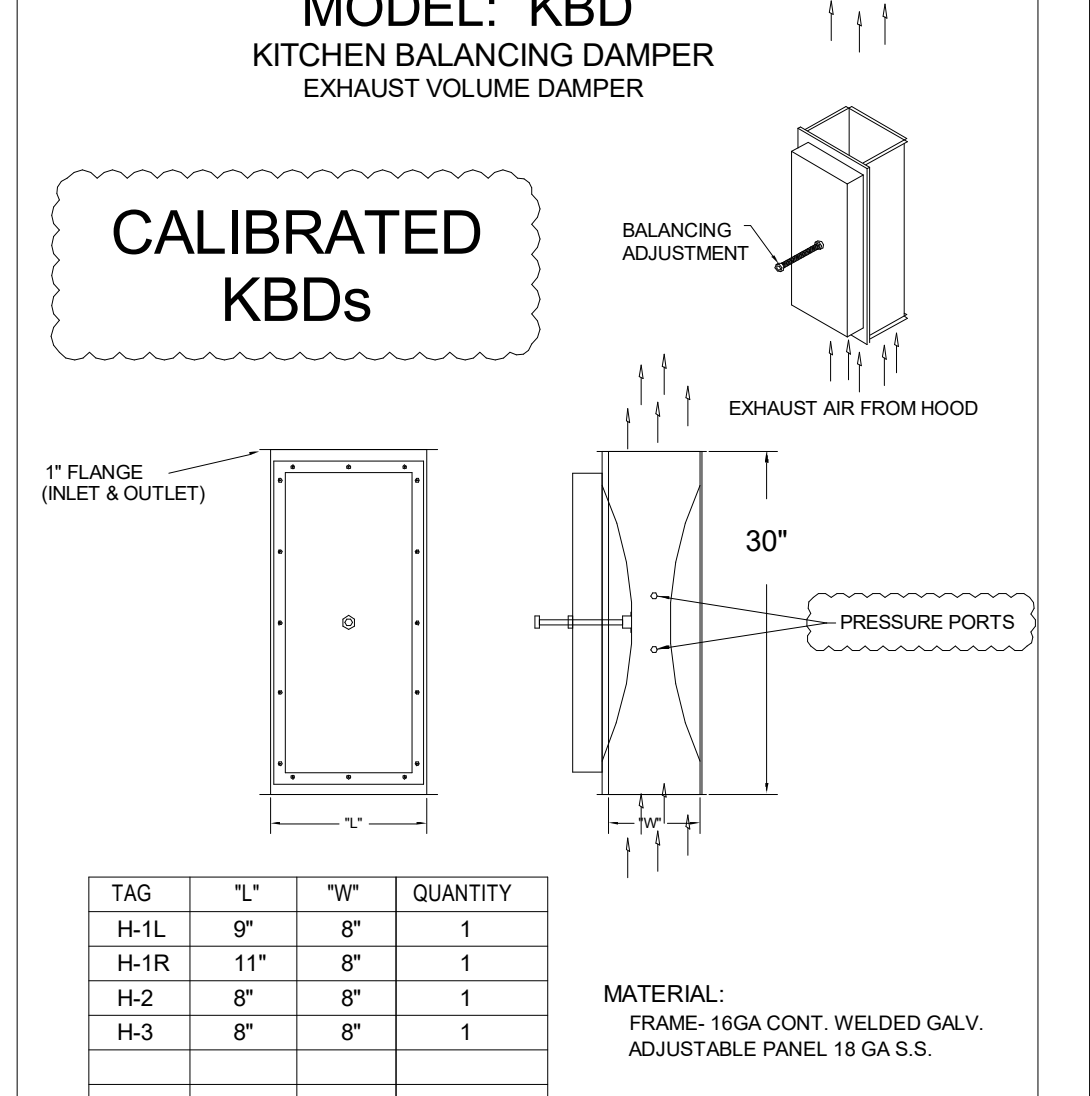 MODEL: KBD
KITCHEN BALANCING DAMPER
EXHAUST VOLUME DAMPER
CALIBRATED
KBDs
BALANCING
ADJUSTMENT
EXHAUST AIR FROM HOOD
1" FLANGE
(INLET & OUTLET)
30"
PRESSURE PORTS
"L"
"W"
TAG "L" "W" QUANTITY
H-1L 9" 8" 1
H-1R 11" 8" 1
H-2 8" 8" 1
H-3 8" 8" 1
MATERIAL:
FRAME- 16GA CONT. WELDED GALV.
ADJUSTABLE PANEL 18 GA S.S.